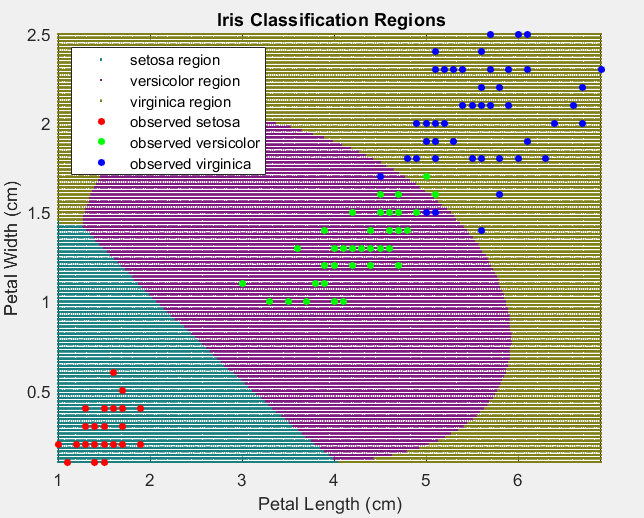 Iris Classification Regions
2.5
2
1.5
1
0.5
Petal Width (cm)
setosa region
versicolor region
virginica region
observed setosa
observed versicolor
observed virginica
1
2
3
4
5
6
Petal Length (cm)